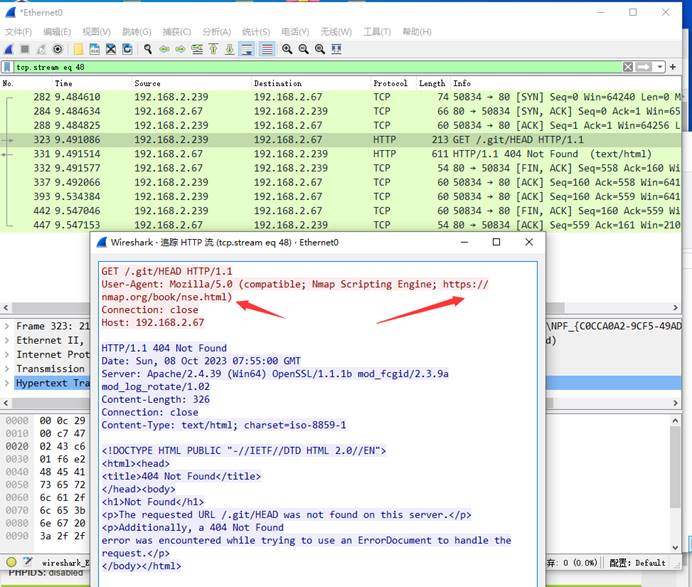 *Ethernet0
文件(F) 编辑(E) 视图(V) 跳转(G) 捕获(C) 分析(A) 统计(S) 电话(Y) 无线(W) 工具(T) 帮助(H)
tcp.stream eq 48
No. Time Source Destination Protocol Length Info
282 9.484610 192.168.2.239 192.168.2.67 TCP 74 50834 → 80 [SYN] Seq=0 Win=64240 Len=0 M
284 9.484634 192.168.2.67 192.168.2.239 TCP 66 80 → 50834 [SYN, ACK] Seq=0 Ack=1 Win=65
288 9.484825 192.168.2.239 192.168.2.67 TCP 60 50834 → 80 [ACK] Seq=1 Ack=1 Win=64256 L
323 9.491086 192.168.2.239 192.168.2.67 HTTP 213 GET /.git/HEAD HTTP/1.1
331 9.491514 192.168.2.67 192.168.2.239 HTTP 611 HTTP/1.1 404 Not Found (text/html)
332 9.491577 192.168.2.67 192.168.2.239 TCP 54 80 → 50834 [FIN, ACK] Seq=558 Ack=160 Wi
337 9.492066 192.168.2.239 192.168.2.67 TCP 60 50834 → 80 [ACK] Seq=160 Ack=558 Win=641
393 9.534384 192.168.2.239 192.168.2.67 TCP 60 50834 → 80 [ACK] Seq=160 Ack=559 Win=641
442 9.547046 192.168.2.239 192.168.2.67 TCP 60 50834 → 80 [FIN, ACK] Seq=160 Ack=559 Wi
447 9.547153 192.168.2.67 192.168.2.239 TCP 54 80 → 50834 [ACK] Seq=559 Ack=161 Win=210
Wireshark · 追踪 HTTP 流 (tcp.stream eq 48) · Ethernet0
GET /.git/HEAD HTTP/1.1
User-Agent: Mozilla/5.0 (compatible; Nmap Scripting Engine; https://
nmap.org/book/nse.html)
Connection: close
Host: 192.168.2.67
HTTP/1.1 404 Not Found
Date: Sun, 08 Oct 2023 07:55:00 GMT
Server: Apache/2.4.39 (Win64) OpenSSL/1.1.1b mod_fcgid/2.3.9a
mod_log_rotate/1.02
Content-Length: 326
Connection: close
Content-Type: text/html; charset=iso-8859-1
<!DOCTYPE HTML PUBLIC "-//IETF//DTD HTML 2.0//EN">
<html><head>
<title>404 Not Found</title>
</head><body>
<h1>Not Found</h1>
<p>The requested URL /.git/HEAD was not found on this server.</p>
<p>Additionally, a 404 Not Found
error was encountered while trying to use an ErrorDocument to handle the
request.</p>
</body></html>
Frame 323: 21
Ethernet II,
Internet Prot
Transmission
Hypertext Tra
\NPF_{C0CCA0A2-9CF5-49AD
d)
0000 00 0c 29
0010 00 c7 47
0020 02 43 c6
0030 01 f6 e2
0040 48 45 41
0050 73 65 72
0060 6c 61 2f
0070 6c 65 3b
0080 6e 67 20
0090 3a 2f 2f
wireshark_E
弃: 0 (0.0%) 配置: Default
PHPIDS: disabled